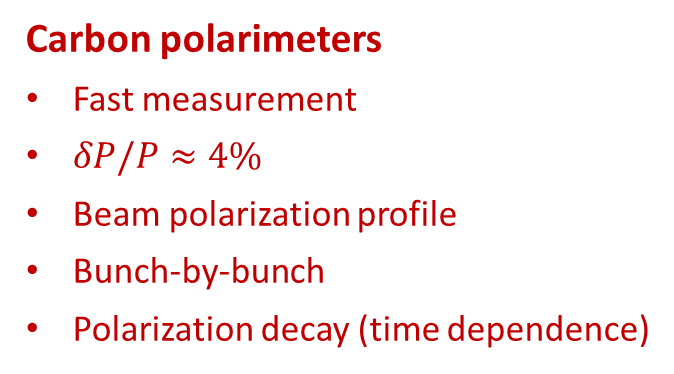 Carbon polarimeters
• Fast measurement
• 𝛿𝑃/𝑃 ≈ 4%
• Beam polarization profile
• Bunch-by-bunch
• Polarization decay (time dependence)